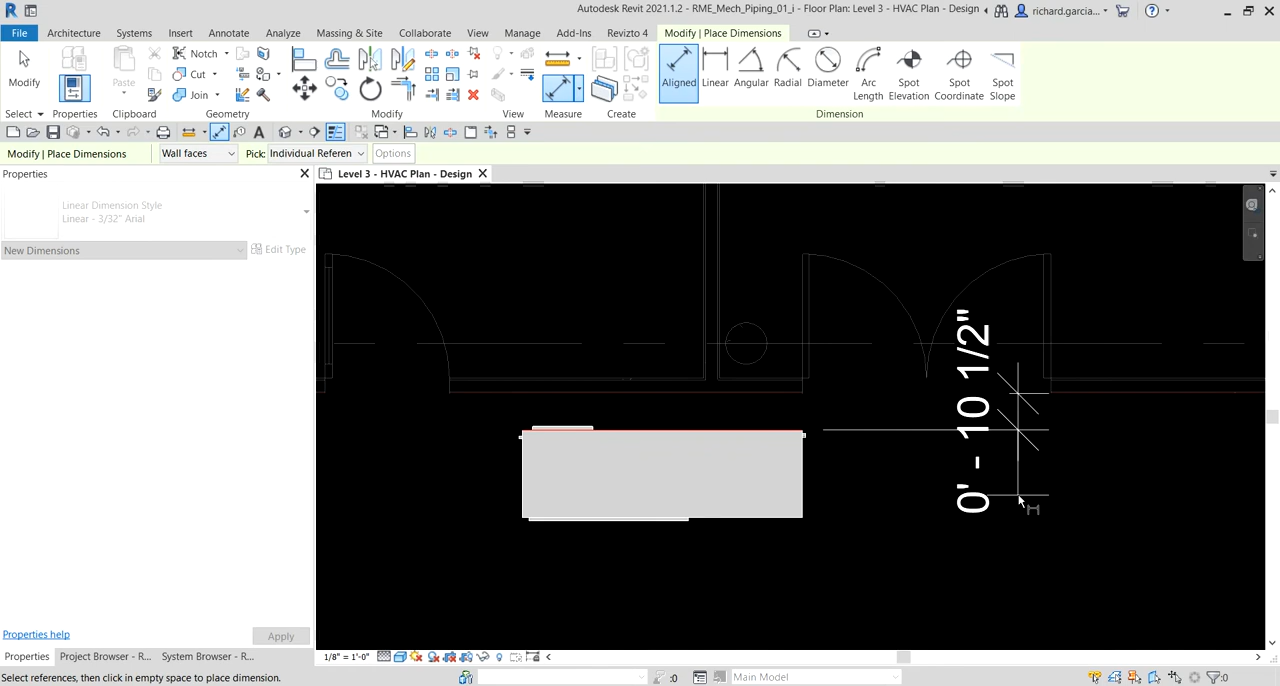 Autodesk Revit 2021.1.2 - RME_Mech_Piping_01_i - Floor Plan: Level 3 - HVAC Plan - Design
richard.garcia...
File Architecture Systems Insert Annotate Analyze Massing & Site Collaborate View Manage Add-Ins Revizto 4 Modify | Place Dimensions
Notch
Cut
Join
Modify
Paste
Aligned Linear Angular Radial Diameter Arc Length Spot Elevation Spot Coordinate Spot Slope
Select Properties Clipboard Geometry Modify View Measure Create Dimension
Modify | Place Dimensions Wall faces Pick: Individual Referen Options
Properties
Level 3 - HVAC Plan - Design
Linear Dimension Style
Linear - 3/32" Arial
New Dimensions Edit Type
0' - 10 1/2"
Properties help Apply
Properties Project Browser - R... System Browser - R...
1/8" = 1'-0"
Select references, then click in empty space to place dimension.
:0 Main Model :0